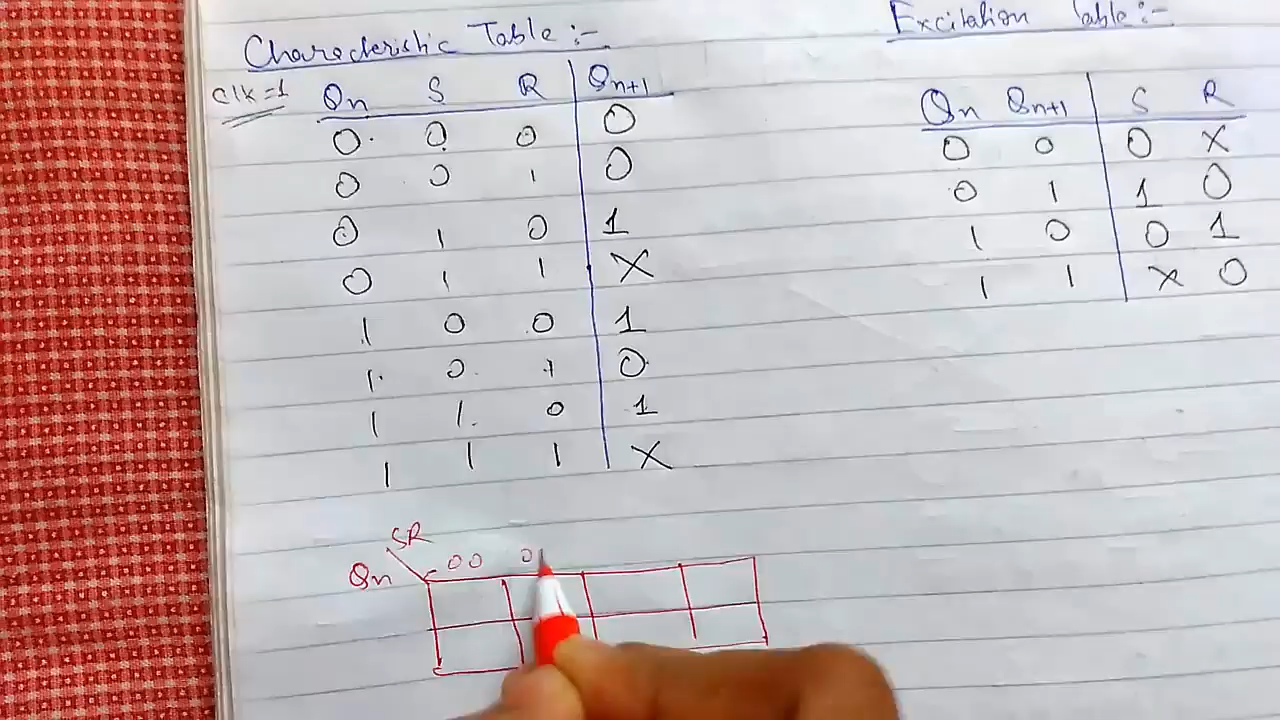 Characteristic Table :-
Clk = 1
Qn S R Qn+1
0 0 0 0
0 0 1 0
0 1 0 1
0 1 1 X
1 0 0 1
1 0 1 0
1 1 0 1
1 1 1 X
Excitation Table :-
Qn Qn+1 S R
0 0 0 X
0 1 1 0
1 0 0 1
1 1 X 0
SR
Qn 00 01